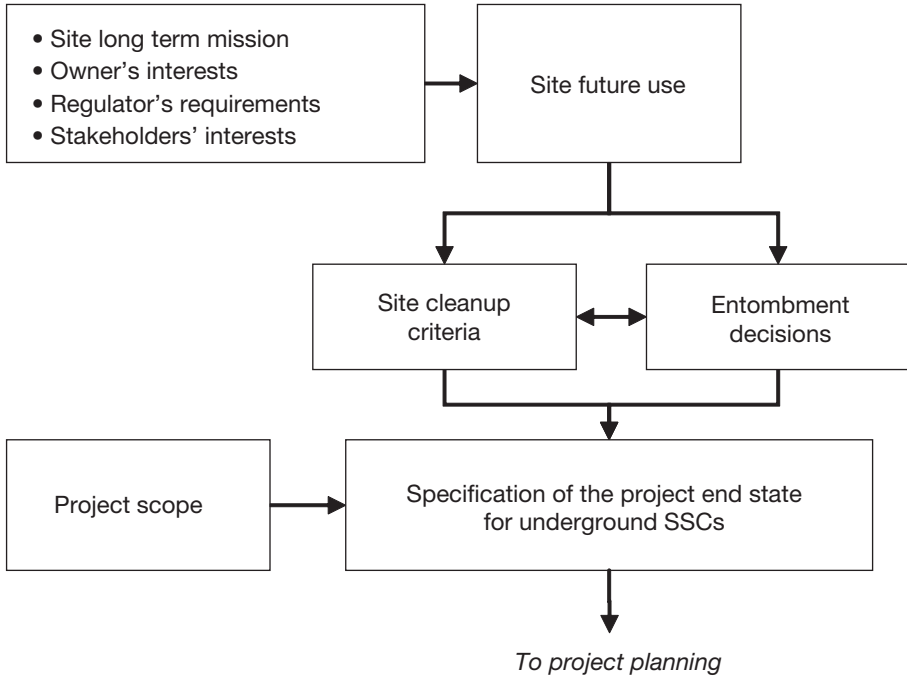 • Site long term mission
• Owner’s interests
• Regulator’s requirements
• Stakeholders’ interests
Site future use
Site cleanup
criteria
Entombment
decisions
Project scope
Specification of the project end state
for underground SSCs
To project planning